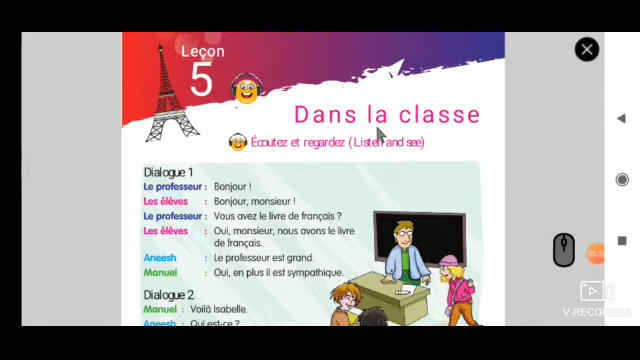 Leçon
5
Dans la classe
Écoutez et regardez (Listen and see)
Dialogue 1
Le professeur : Bonjour !
Les élèves : Bonjour, monsieur !
Le professeur : Vous avez le livre de français ?
Les élèves : Oui, monsieur, nous avons le livre
de français.
Aneesh : Le professeur est grand.
Manuel : Oui, en plus il est sympathique.
Dialogue 2
Manuel : Voilà Isabelle.
Aneesh : Qui est-ce ?